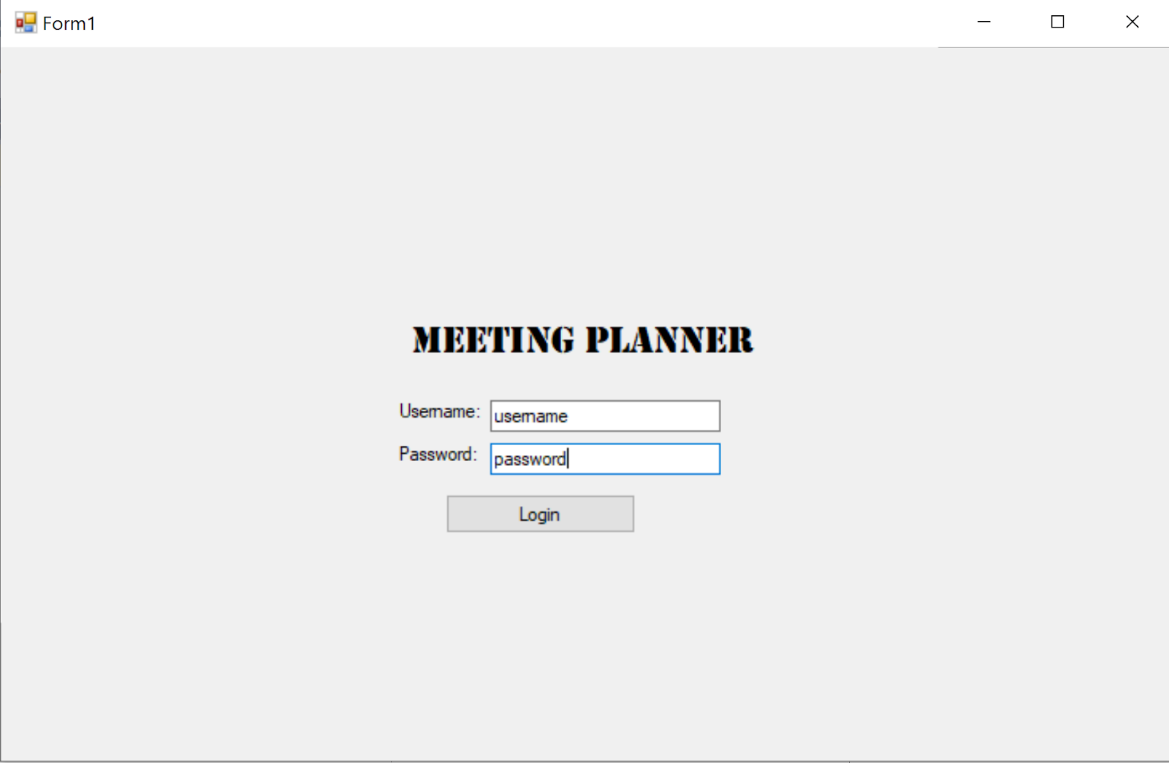 Form1
MEETING PLANNER
Username: username
Password: password
Login